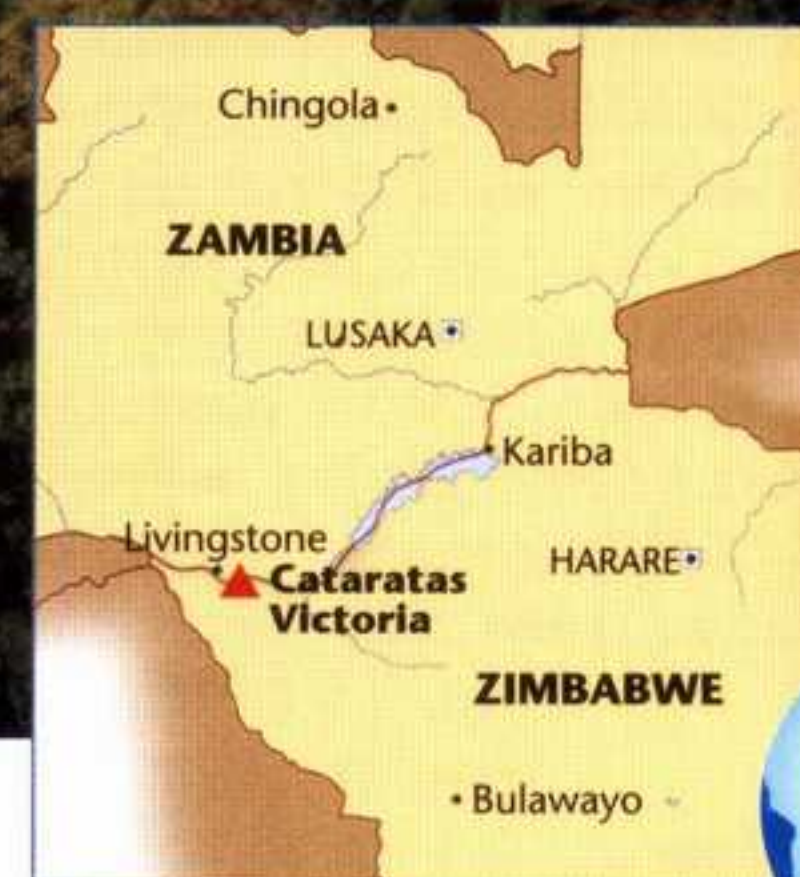 Chingola
ZAMBIA
LUSAKA
Kariba
Livingstone
HARARE
Cataratas
Victoria
ZIMBABWE
Bulawayo